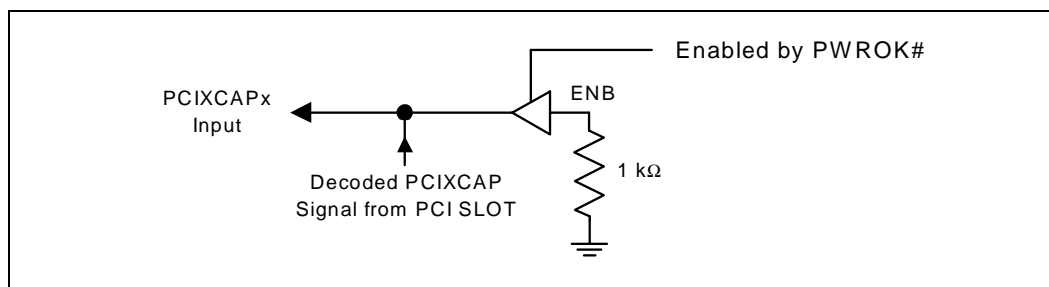 Enabled by PWROK#
PCIXCAPx
Input
ENB
1 kΩ
Decoded PCIXCAP
Signal from PCI SLOT